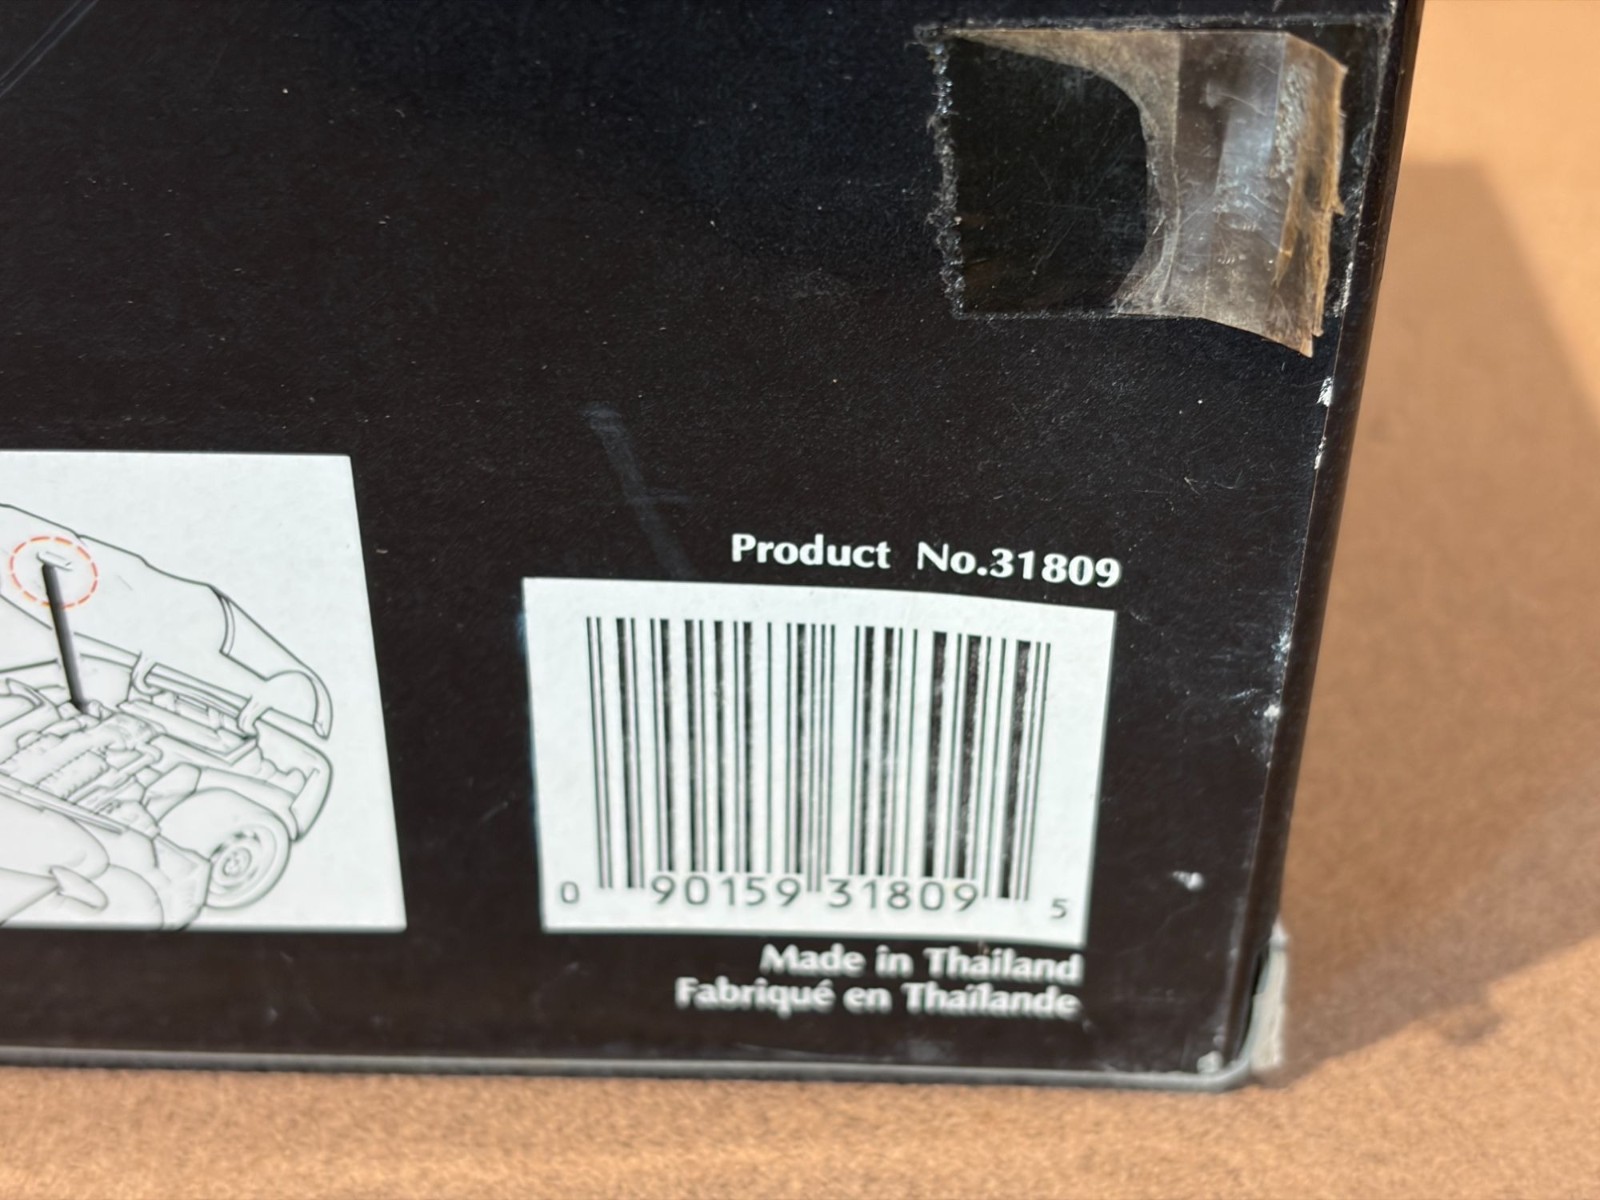 Product No.31809
0 90159 31809 5
Made in Thailand
Fabriqué en Thaïlande